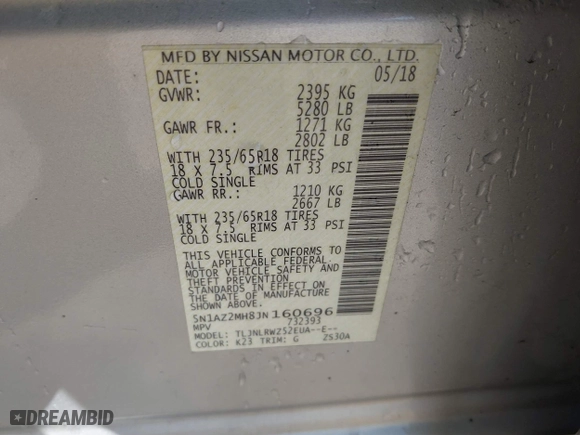 MFD BY NISSAN MOTOR CO., LTD.
DATE: 05/18
GVWR: 2395 KG
5280 LB
GAWR FR.: 1271 KG
2802 LB
WITH 235/65R18 TIRES
18 X 7.5 RIMS AT 33 PSI
COLD SINGLE
GAWR RR.: 1210 KG
2667 LB
WITH 235/65R18 TIRES
18 X 7.5 RIMS AT 33 PSI
COLD SINGLE
THIS VEHICLE CONFORMS TO
ALL APPLICABLE FEDERAL
MOTOR VEHICLE SAFETY AND
THEFT PREVENTION
STANDARDS IN EFFECT ON
THE DATE OF MANUFACTURE
SHOWN ABOVE.
5N1AZ2MH8JN160696
MPV 732393
MODEL: TLJNLRWZ52EUA--E--
COLOR: K23 TRIM: G Z530A
DREAMBID